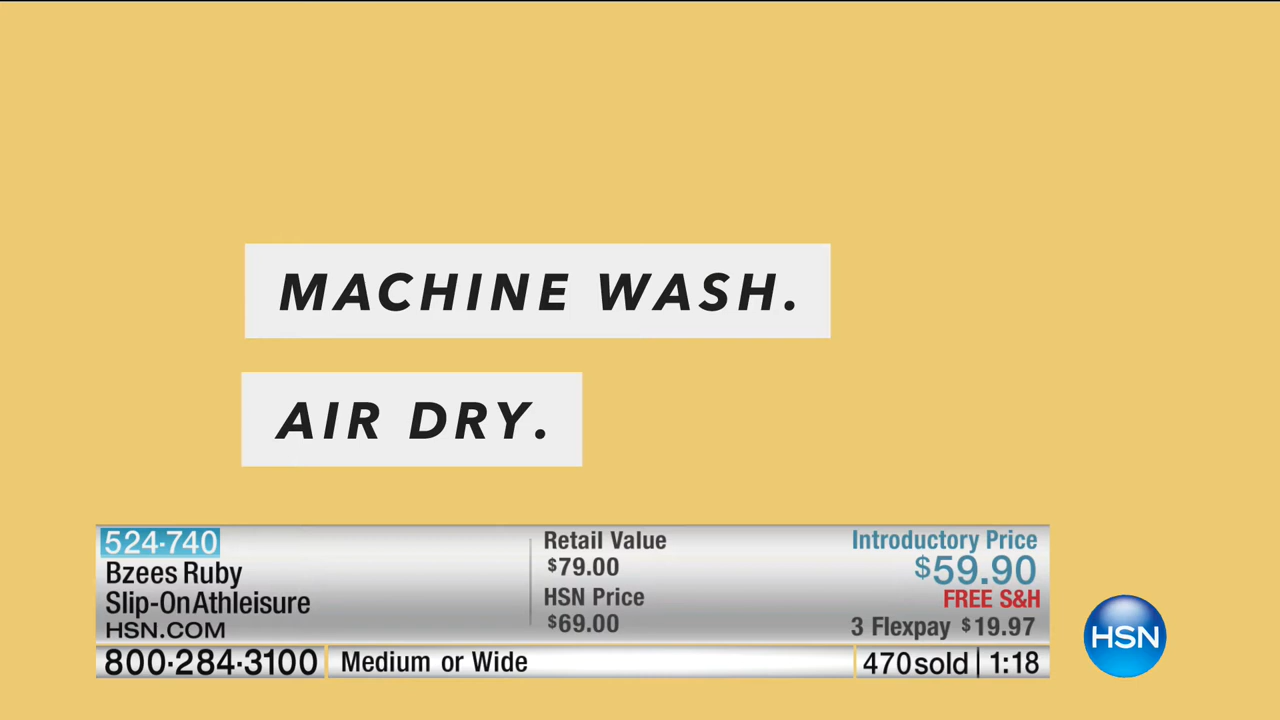 MACHINE WASH.
AIR DRY.
524-740
Bzees Ruby
Slip-On Athleisure
HSN.COM
Retail Value
$79.00
HSN Price
$69.00
Introductory Price
$59.90
FREE S&H
3 Flexpay $19.97
800-284-3100
Medium or Wide
470 sold | 1:18
HSN